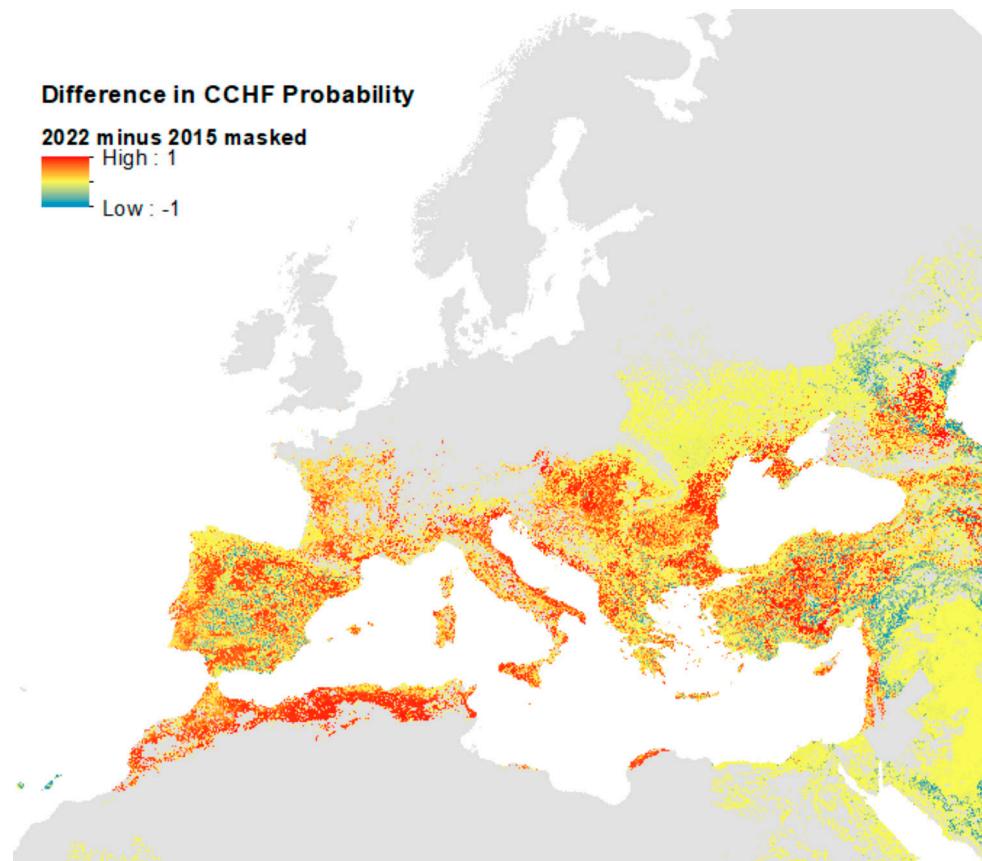 Difference in CCHF Probability
2022 minus 2015 masked
High : 1
Low : -1